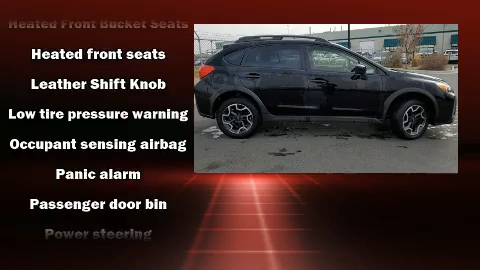 Heated Front Bucket Seats
Heated front seats
Leather Shift Knob
Low tire pressure warning
Occupant sensing airbag
Panic alarm
Passenger door bin
Power steering